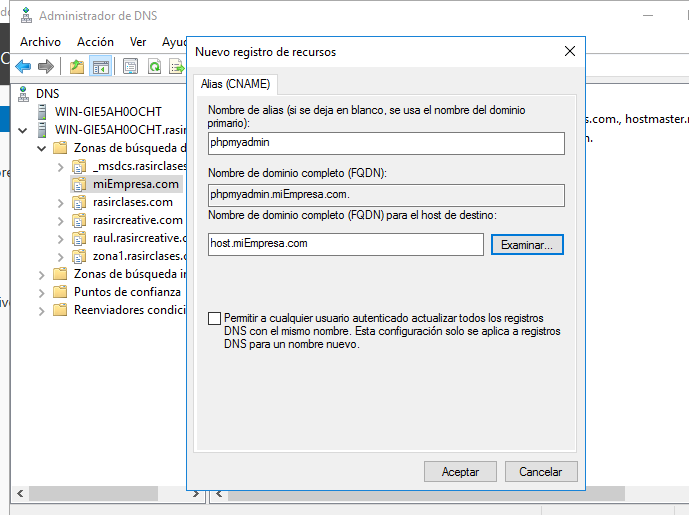 Administrador de DNS
Archivo Acción Ver Ayu
DNS
WIN-GIE5AH0OCHT
WIN-GIE5AH0OCHT.rasir
Zonas de búsqueda d
_msdcs.rasirclases.
miEmpresa.com
rasirclases.com
rasircreative.com
raul.rasircreative.c
zona1.rasirclases.c
Zonas de búsqueda in
Puntos de confianza
Reenviadores condici
Nuevo registro de recursos
Alias (CNAME)
Nombre de alias (si se deja en blanco, se usa el nombre del dominio
primario):
phpmyadmin
Nombre de dominio completo (FQDN):
phpmyadmin.miEmpresa.com.
Nombre de dominio completo (FQDN) para el host de destino:
host.miEmpresa.com
Examinar...
Permitir a cualquier usuario autenticado actualizar todos los registros
DNS con el mismo nombre. Esta configuración solo se aplica a registros
DNS para un nombre nuevo.
Aceptar Cancelar
es.com., hostmaster.r
n.